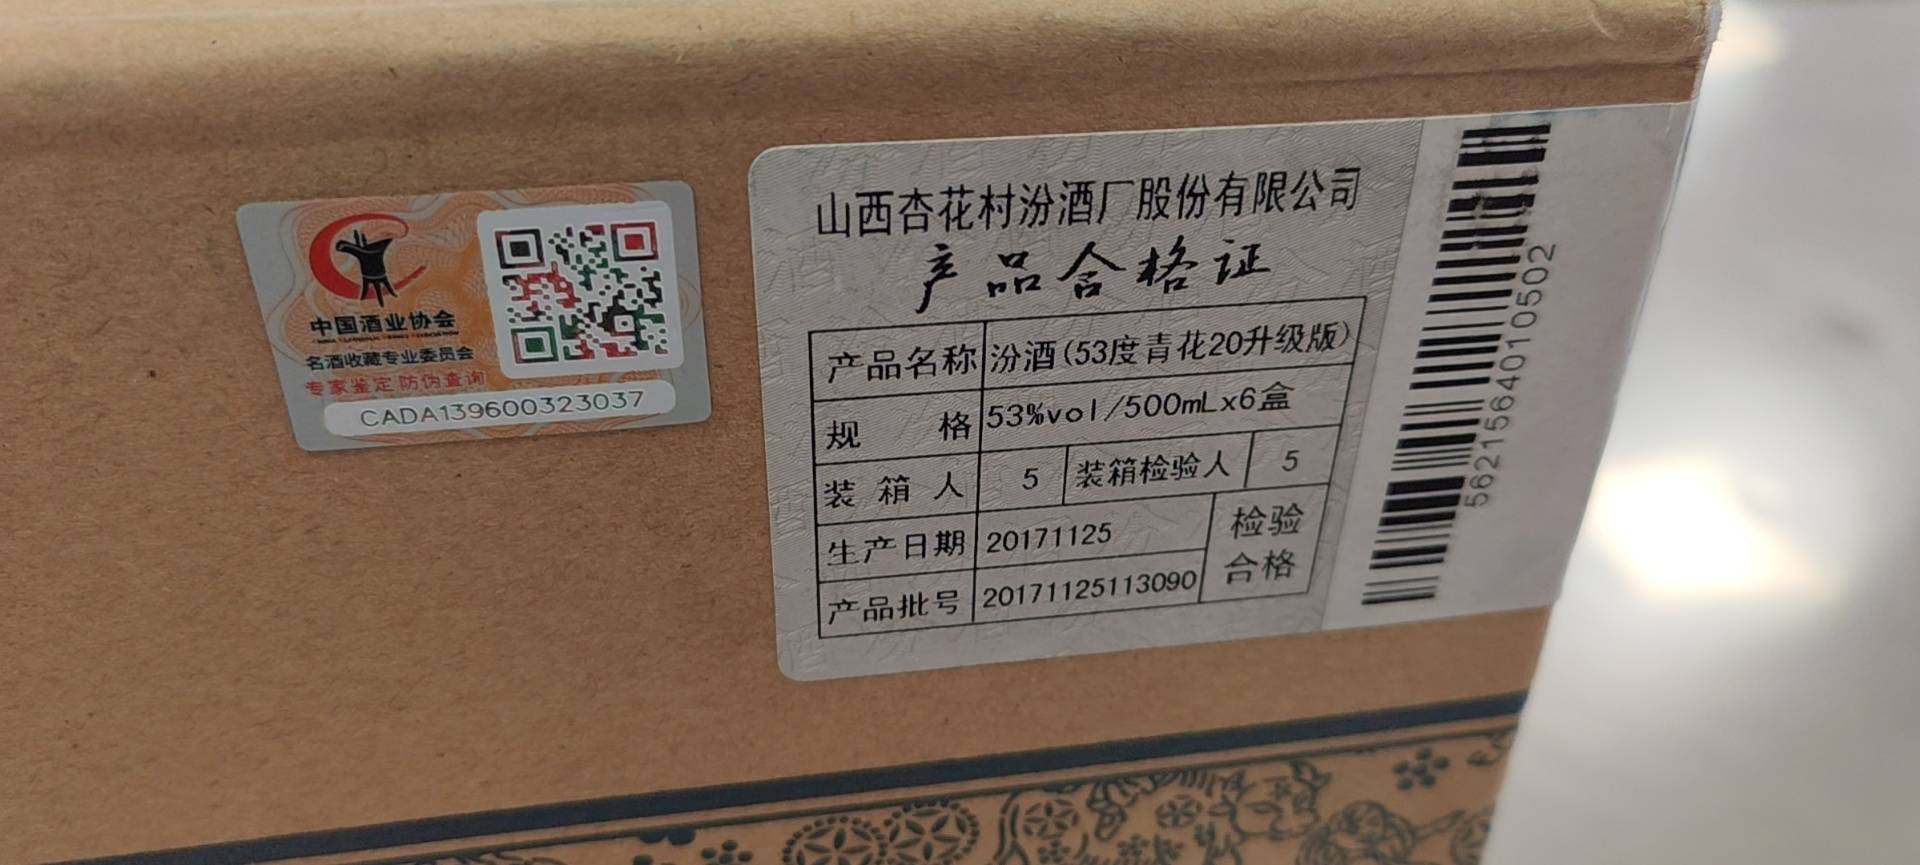 中国酒业协会
名酒收藏专业委员会
专家鉴定防伪查询
CADA139600323037
山西杏花村汾酒厂股份有限公司
产品合格证
产品名称 汾酒(53度青花20升级版)
规格 53%vol/500mLx6盒
装箱人 5 装箱检验人 5
生产日期 20171125 检验
合格
产品批号 20171125113090
5621564010502